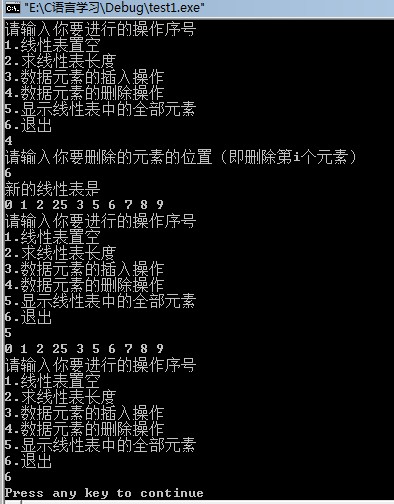 "E:\C语言学习\Debug\test1.exe"
请输入你要进行的操作序号
1.线性表置空
2.求线性表长度
3.数据元素的插入操作
4.数据元素的删除操作
5.显示线性表中的全部元素
6.退出
4
请输入你要删除的元素的位置（即删除第i个元素）
6
新的线性表是
0 1 2 25 3 5 6 7 8 9
请输入你要进行的操作序号
1.线性表置空
2.求线性表长度
3.数据元素的插入操作
4.数据元素的删除操作
5.显示线性表中的全部元素
6.退出
5
0 1 2 25 3 5 6 7 8 9
请输入你要进行的操作序号
1.线性表置空
2.求线性表长度
3.数据元素的插入操作
4.数据元素的删除操作
5.显示线性表中的全部元素
6.退出
6
Press any key to continue